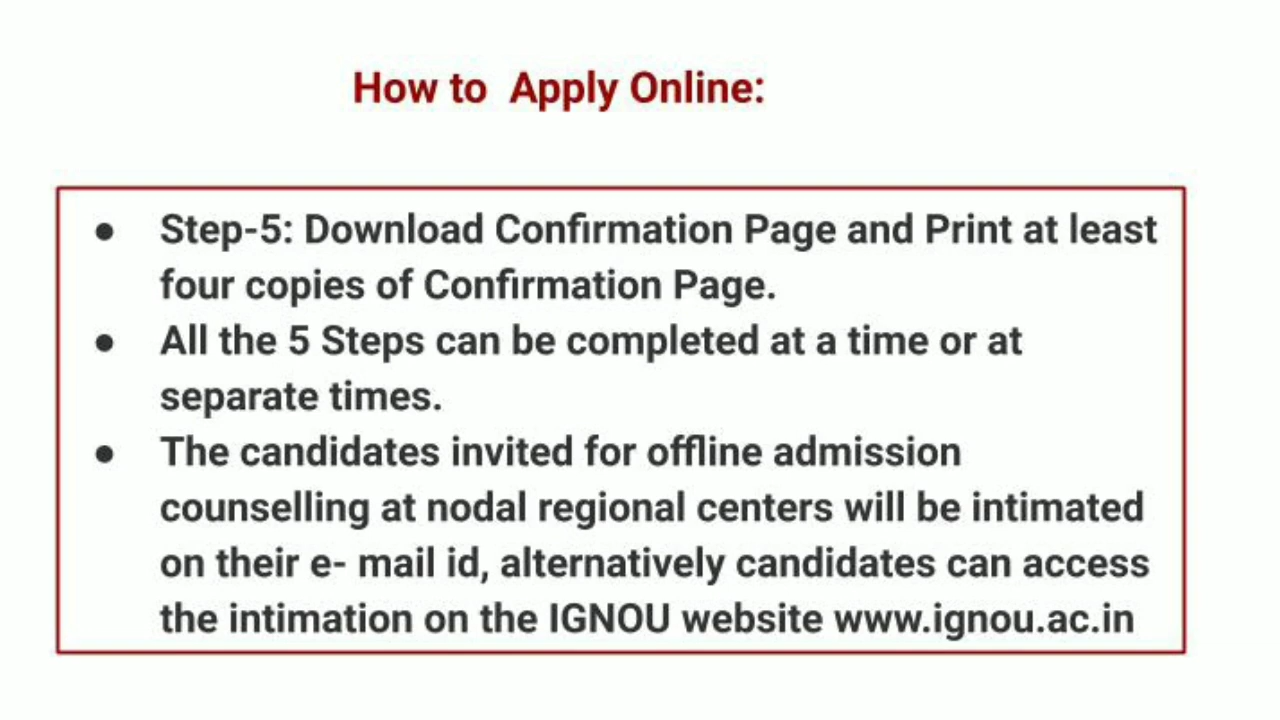 How to  Apply Online:
● Step-5: Download Confirmation Page and Print at least
four copies of Confirmation Page.
● All the 5 Steps can be completed at a time or at
separate times.
● The candidates invited for offline admission
counselling at nodal regional centers will be intimated
on their e- mail id, alternatively candidates can access
the intimation on the IGNOU website www.ignou.ac.in